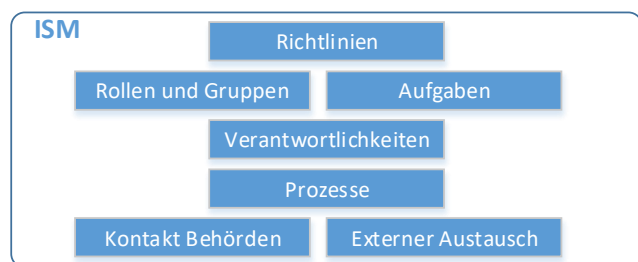 ISM
Richtlinien
Rollen und Gruppen
Aufgaben
Verantwortlichkeiten
Prozesse
Kontakt Behörden
Externer Austausch